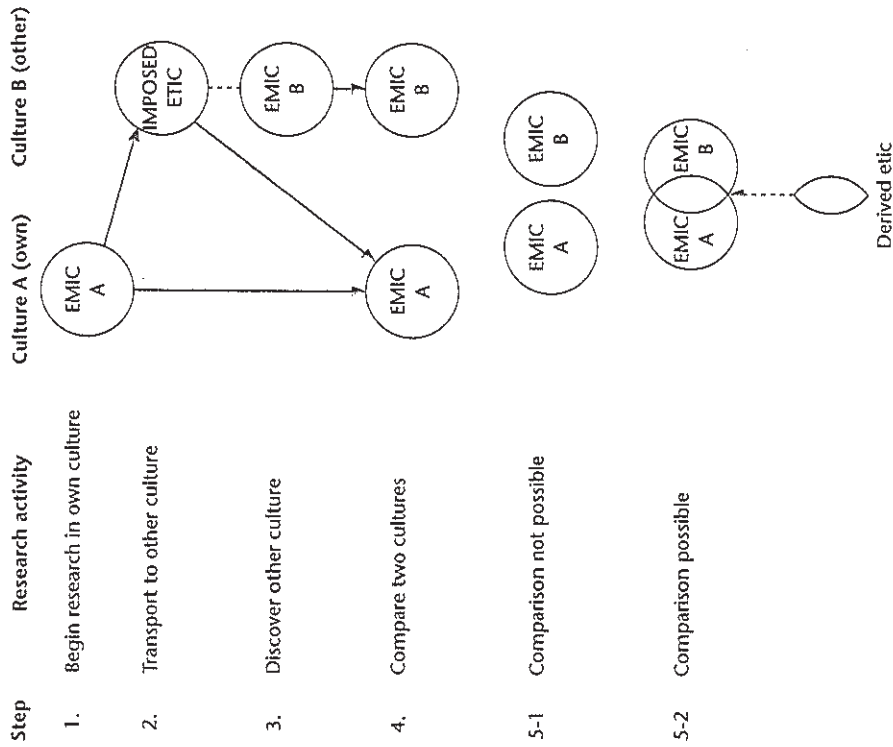 Step Research activity Culture A (own) Culture B (other)
1. Begin research in own culture
EMIC
A
2. Transport to other culture
IMPOSED
ETIC
3. Discover other culture
EMIC
B
4. Compare two cultures
EMIC
A
EMIC
B
5-1 Comparison not possible
EMIC
A
EMIC
B
5-2 Comparison possible
EMIC
A
EMIC
B
Derived etic